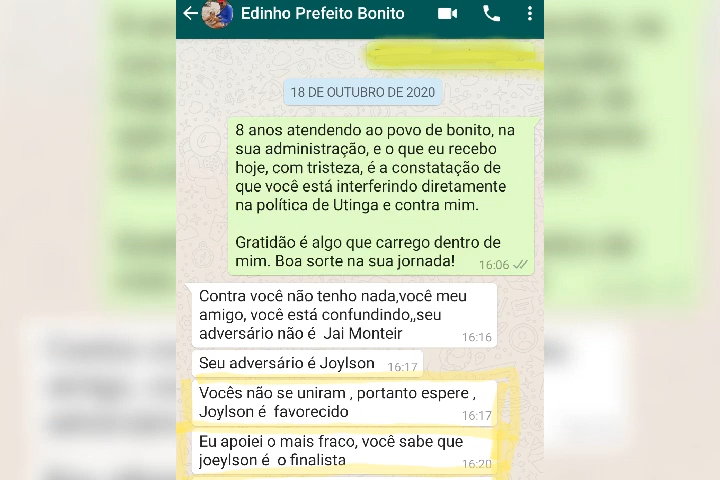 Edinho Prefeito Bonito
18 DE OUTUBRO DE 2020
8 anos atendendo ao povo de bonito, na
sua administração, e o que eu recebo
hoje, com tristeza, é a constatação de
que você está interferindo diretamente
na política de Utinga e contra mim.
Gratidão é algo que carrego dentro de
mim. Boa sorte na sua jornada!
16:06
Contra você não tenho nada,você meu
amigo, você está confundindo,,seu
adversário não é  Jai Monteir
16:16
Seu adversário é Joylson
16:17
Vocês não se uniram , portanto espere ,
Joylson é  favorecido
16:17
Eu apoiei o mais fraco, você sabe que
joeylson é  o finalista
16:20